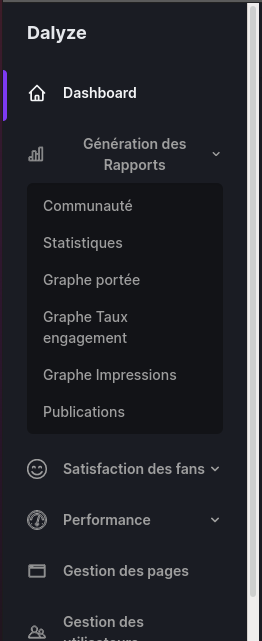 Dalyze
Dashboard
Génération des
Rapports
Communauté
Statistiques
Graphe portée
Graphe Taux
engagement
Graphe Impressions
Publications
Satisfaction des fans
Performance
Gestion des pages
Gestion des
utilisateurs